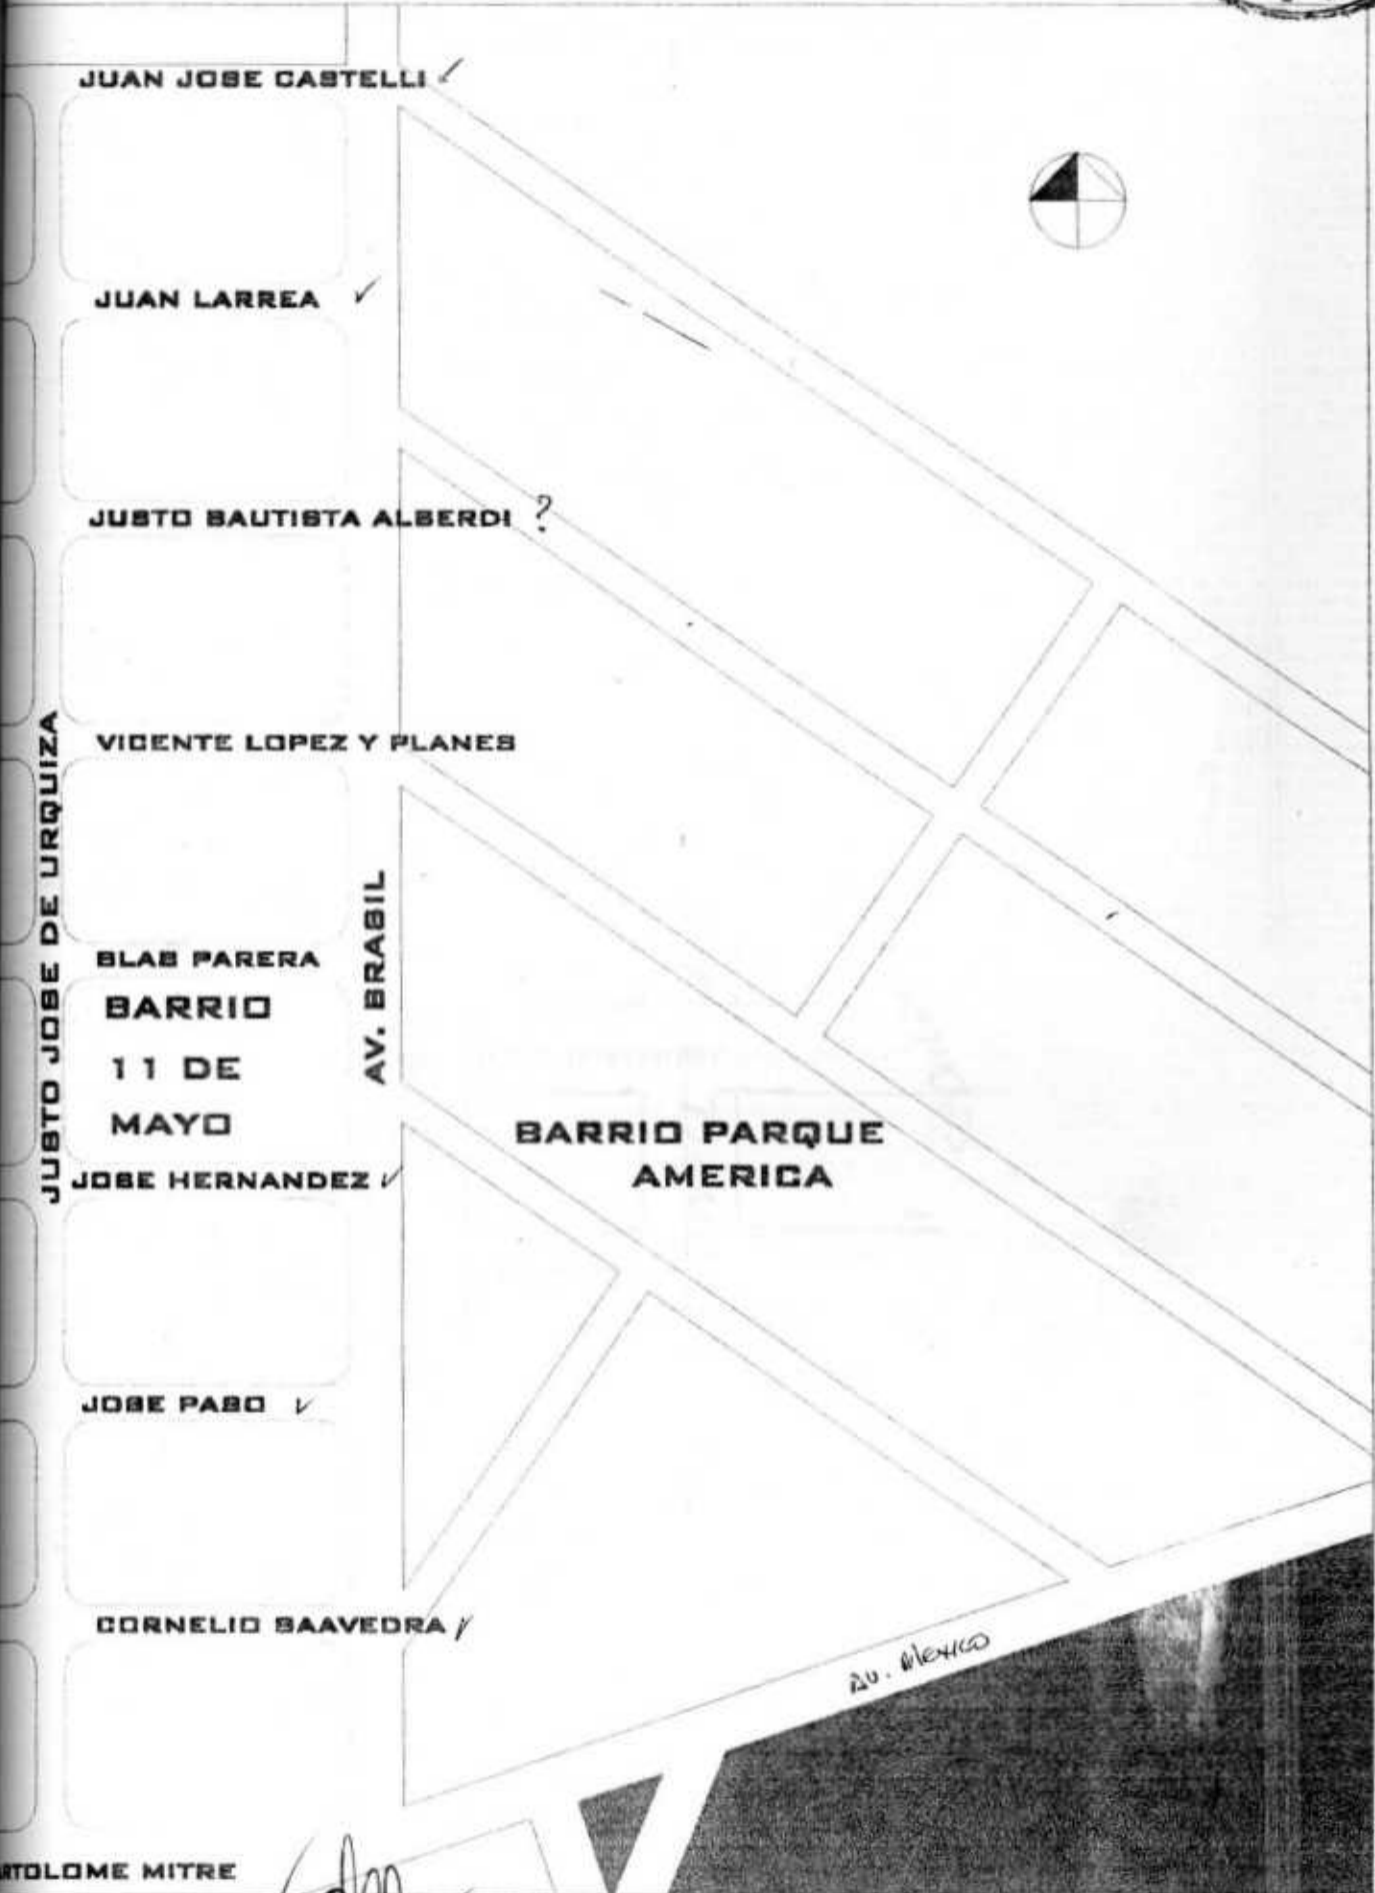 JUAN JOSE CASTELLI ✓
JUAN LARREA ✓
JUSTO BAUTISTA ALBERDI ?
VICENTE LOPEZ Y PLANES
JUSTO JOSE DE URQUIZA
AV. BRASIL
BLAS PARERA
BARRIO
11 DE
MAYO
BARRIO PARQUE
AMERICA
JOSE HERNANDEZ ✓
JOSE PASO ✓
CORNELIO SAAVEDRA ✓
AV. MEXICO
RTOLOME MITRE